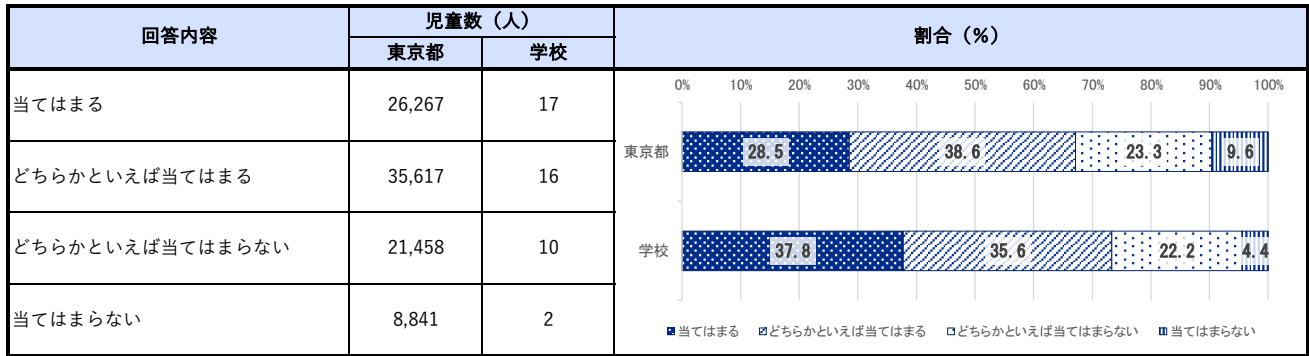 回答内容 児童数（人） 割合（%）
東京都 学校
当てはまる 26,267 17
どちらかといえば当てはまる 35,617 16
どちらかといえば当てはまらない 21,458 10
当てはまらない 8,841 2
0% 10% 20% 30% 40% 50% 60% 70% 80% 90% 100%
東京都 28.5 38.6 23.3 9.6
学校 37.8 35.6 22.2 4.4
当てはまる どちらかといえば当てはまる どちらかといえば当てはまらない 当てはまらない